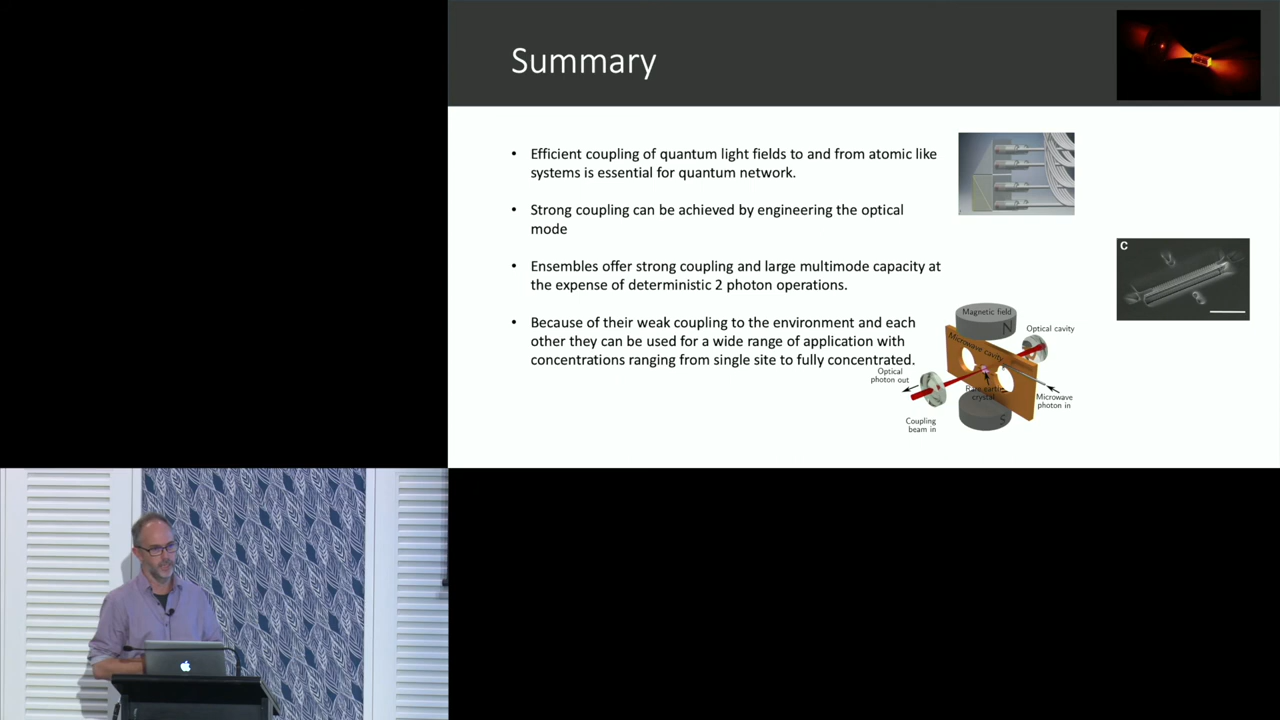 Summary
• Efficient coupling of quantum light fields to and from atomic like
systems is essential for quantum network.
• Strong coupling can be achieved by engineering the optical
mode
• Ensembles offer strong coupling and large multimode capacity at
the expense of deterministic 2 photon operations.
• Because of their weak coupling to the environment and each
other they can be used for a wide range of application with
concentrations ranging from single site to fully concentrated.
C
Magnetic field
N
Optical cavity
Microwave cavity
Optical
photon out
crystal
Microwave
photon in
S
Coupling
beam in